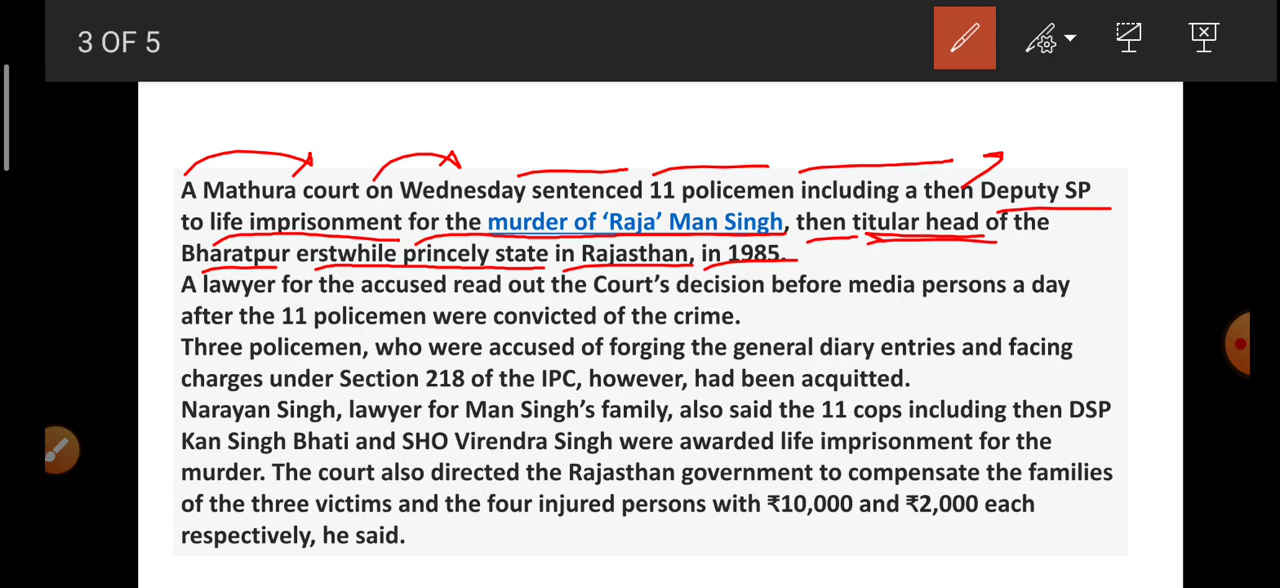 3 OF 5
A Mathura court on Wednesday sentenced 11 policemen including a then Deputy SP
to life imprisonment for the murder of ‘Raja’ Man Singh, then titular head of the
Bharatpur erstwhile princely state in Rajasthan, in 1985.
A lawyer for the accused read out the Court’s decision before media persons a day
after the 11 policemen were convicted of the crime.
Three policemen, who were accused of forging the general diary entries and facing
charges under Section 218 of the IPC, however, had been acquitted.
Narayan Singh, lawyer for Man Singh’s family, also said the 11 cops including then DSP
Kan Singh Bhati and SHO Virendra Singh were awarded life imprisonment for the
murder. The court also directed the Rajasthan government to compensate the families
of the three victims and the four injured persons with ₹10,000 and ₹2,000 each
respectively, he said.